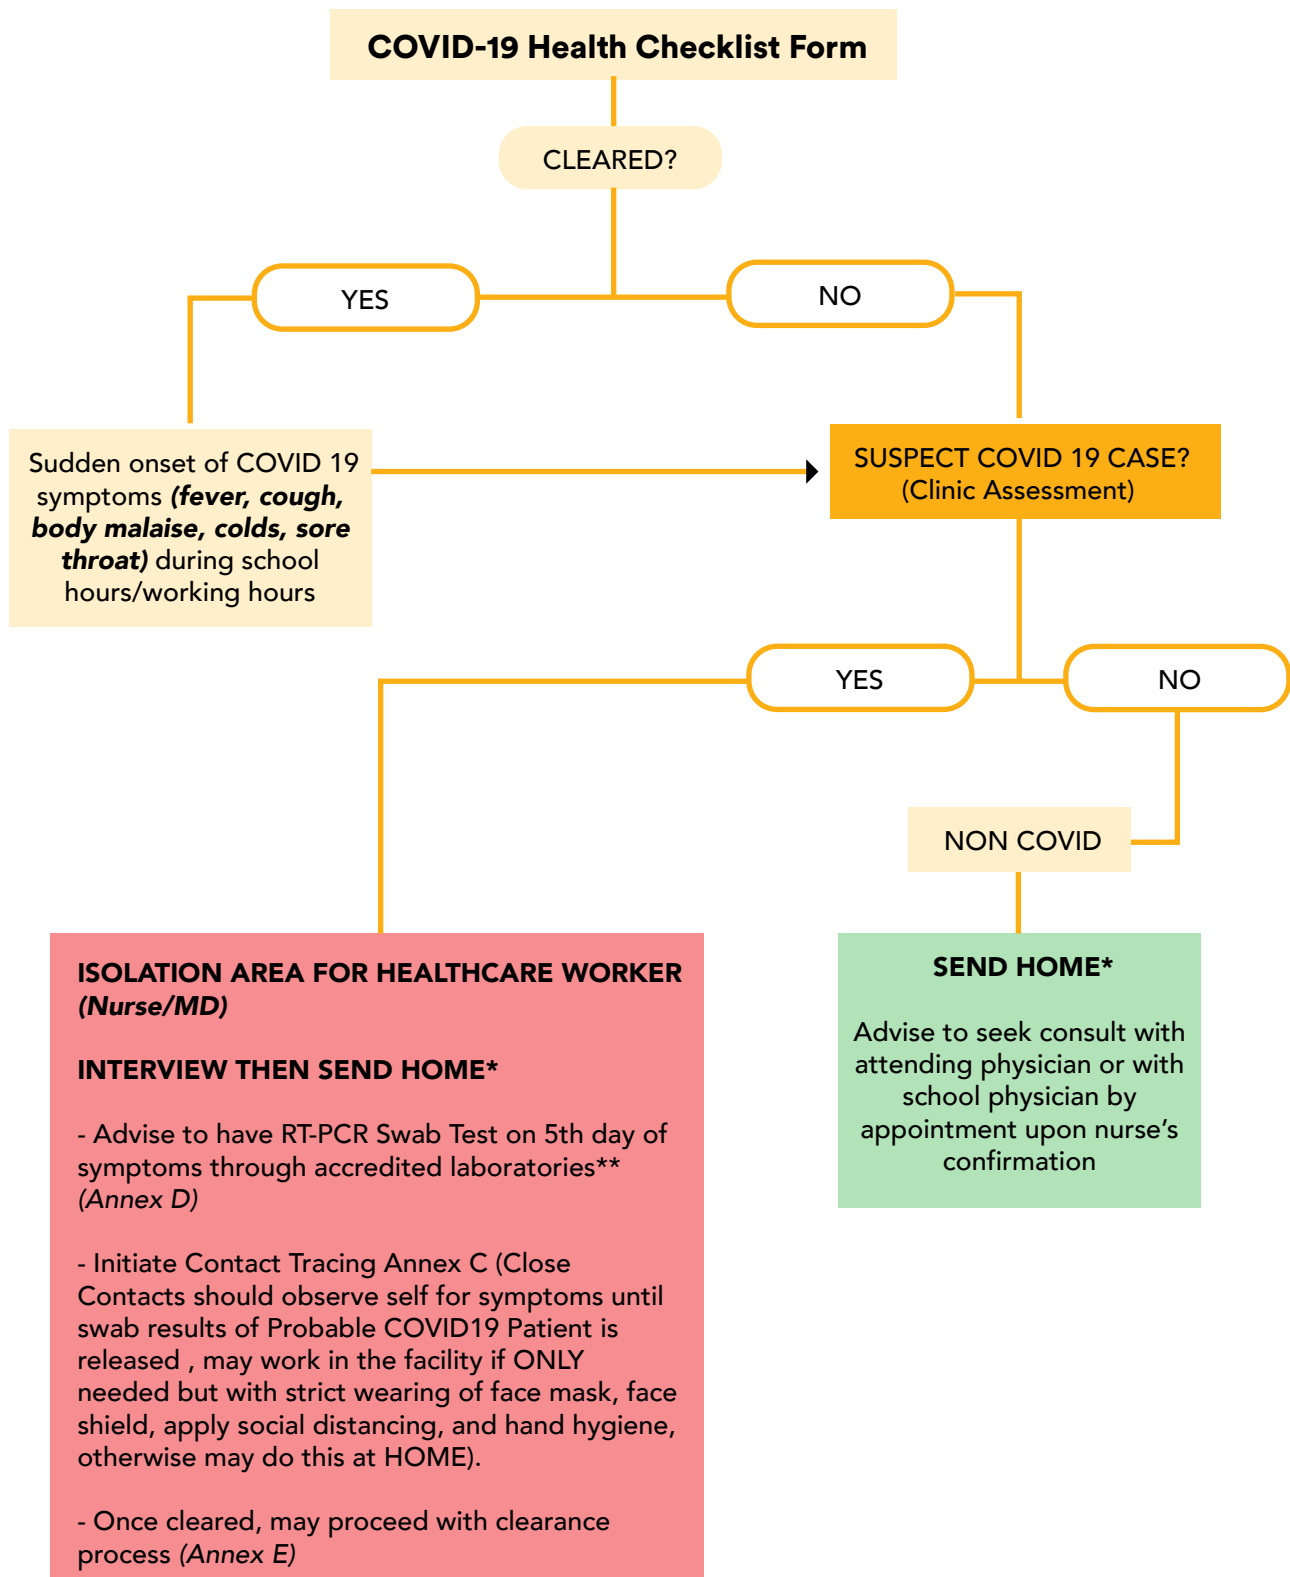 COVID-19 Health Checklist Form
CLEARED?
YES
NO
Sudden onset of COVID 19
symptoms (fever, cough,
body malaise, colds, sore
throat) during school
hours/working hours
SUSPECT COVID 19 CASE?
(Clinic Assessment)
YES
NO
NON COVID
ISOLATION AREA FOR HEALTHCARE WORKER
(Nurse/MD)
INTERVIEW THEN SEND HOME*
- Advise to have RT-PCR Swab Test on 5th day of
symptoms through accredited laboratories**
(Annex D)
- Initiate Contact Tracing Annex C (Close
Contacts should observe self for symptoms until
swab results of Probable COVID19 Patient is
released , may work in the facility if ONLY
needed but with strict wearing of face mask, face
shield, apply social distancing, and hand hygiene,
otherwise may do this at HOME).
- Once cleared, may proceed with clearance
process (Annex E)
SEND HOME*
Advise to seek consult with
attending physician or with
school physician by
appointment upon nurse’s
confirmation